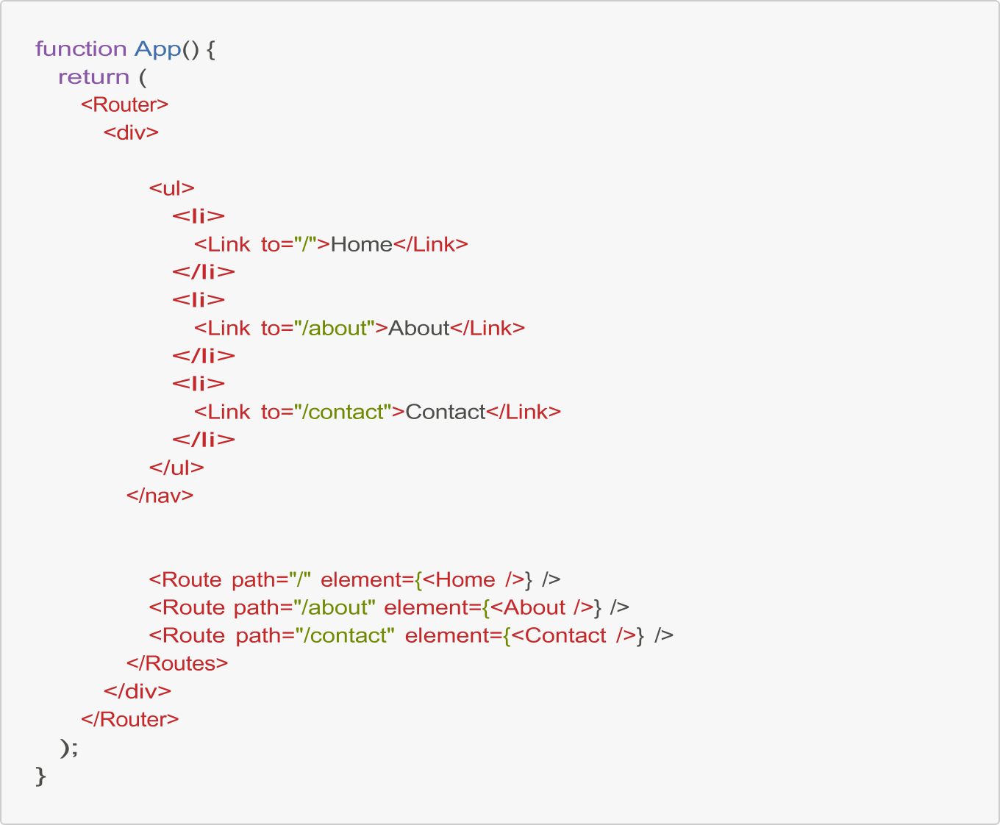 function App() {
  return (
    <Router>
      <div>
          <ul>
            <li>
              <Link to="/">Home</Link>
            </li>
            <li>
              <Link to="/about">About</Link>
            </li>
            <li>
              <Link to="/contact">Contact</Link>
            </li>
          </ul>
        </nav>
          <Route path="/" element={<Home />} />
          <Route path="/about" element={<About />} />
          <Route path="/contact" element={<Contact />} />
        </Routes>
      </div>
    </Router>
  );
}